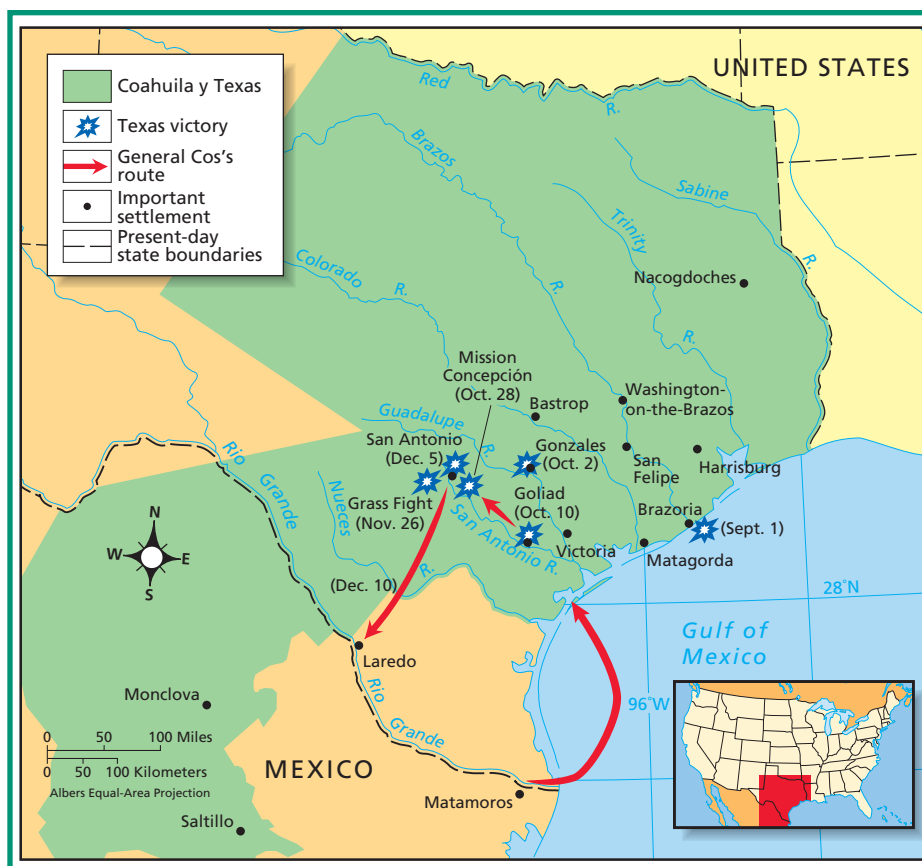 Coahuila y Texas
Texas victory
General Cos's
route
Important
settlement
Present-day
state boundaries
UNITED STATES
Red
R.
Brazos
R.
Sabine
R.
Trinity
R.
Colorado
R.
Nacogdoches
Mission
Concepción
(Oct. 28)
Bastrop
Washington-
on-the-Brazos
Guadalupe
R.
San Antonio
(Dec. 5)
Gonzales
(Oct. 2)
San
Felipe
Harrisburg
Rio
Grande
Nueces
R.
Grass Fight
(Nov. 26)
Goliad
(Oct. 10)
San Antonio R.
Victoria
Brazoria
(Sept. 1)
Matagorda
N
W
E
S
(Dec. 10)
28°N
Gulf of
Mexico
96°W
Laredo
Rio
Grande
Monclova
0 50 100 Miles
0 50 100 Kilometers
Albers Equal-Area Projection
MEXICO
Matamoros
Saltillo